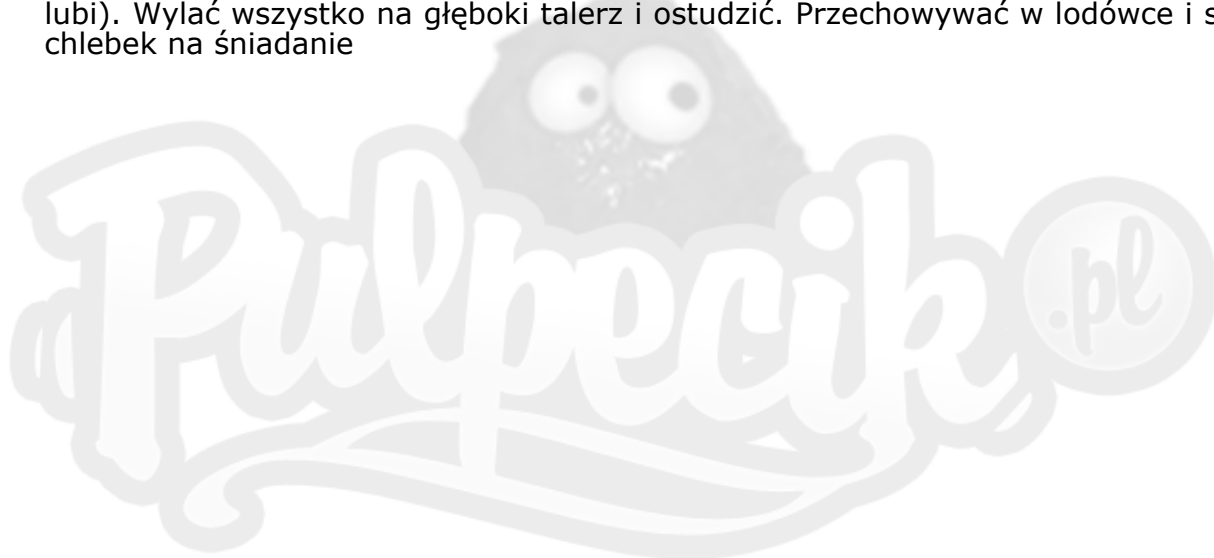 lubi). Wylać wszystko na głęboki talerz i ostudzić. Przechowywać w lodówce i
chlebek na śniadanie
Pulpecik.pl